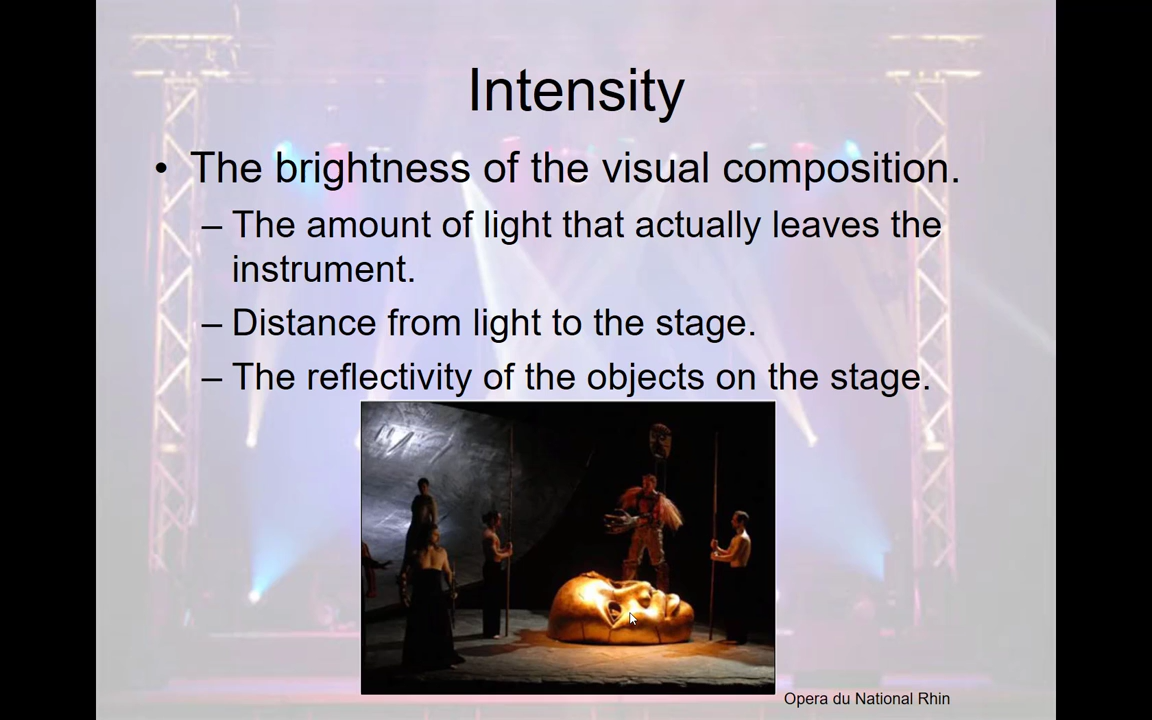 Intensity
• The brightness of the visual composition.
– The amount of light that actually leaves the
instrument.
– Distance from light to the stage.
– The reflectivity of the objects on the stage.
Opera du National Rhin